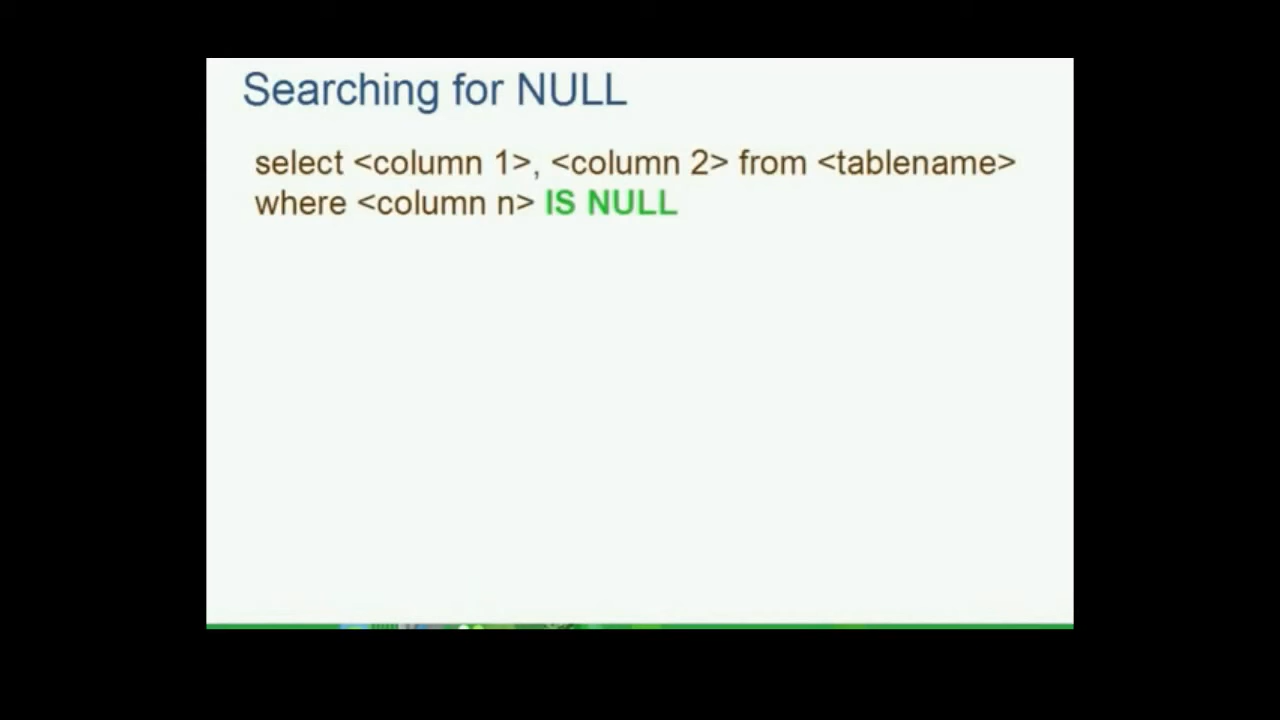 Searching for NULL
select <column 1>, <column 2> from <tablename>
where <column n> IS NULL